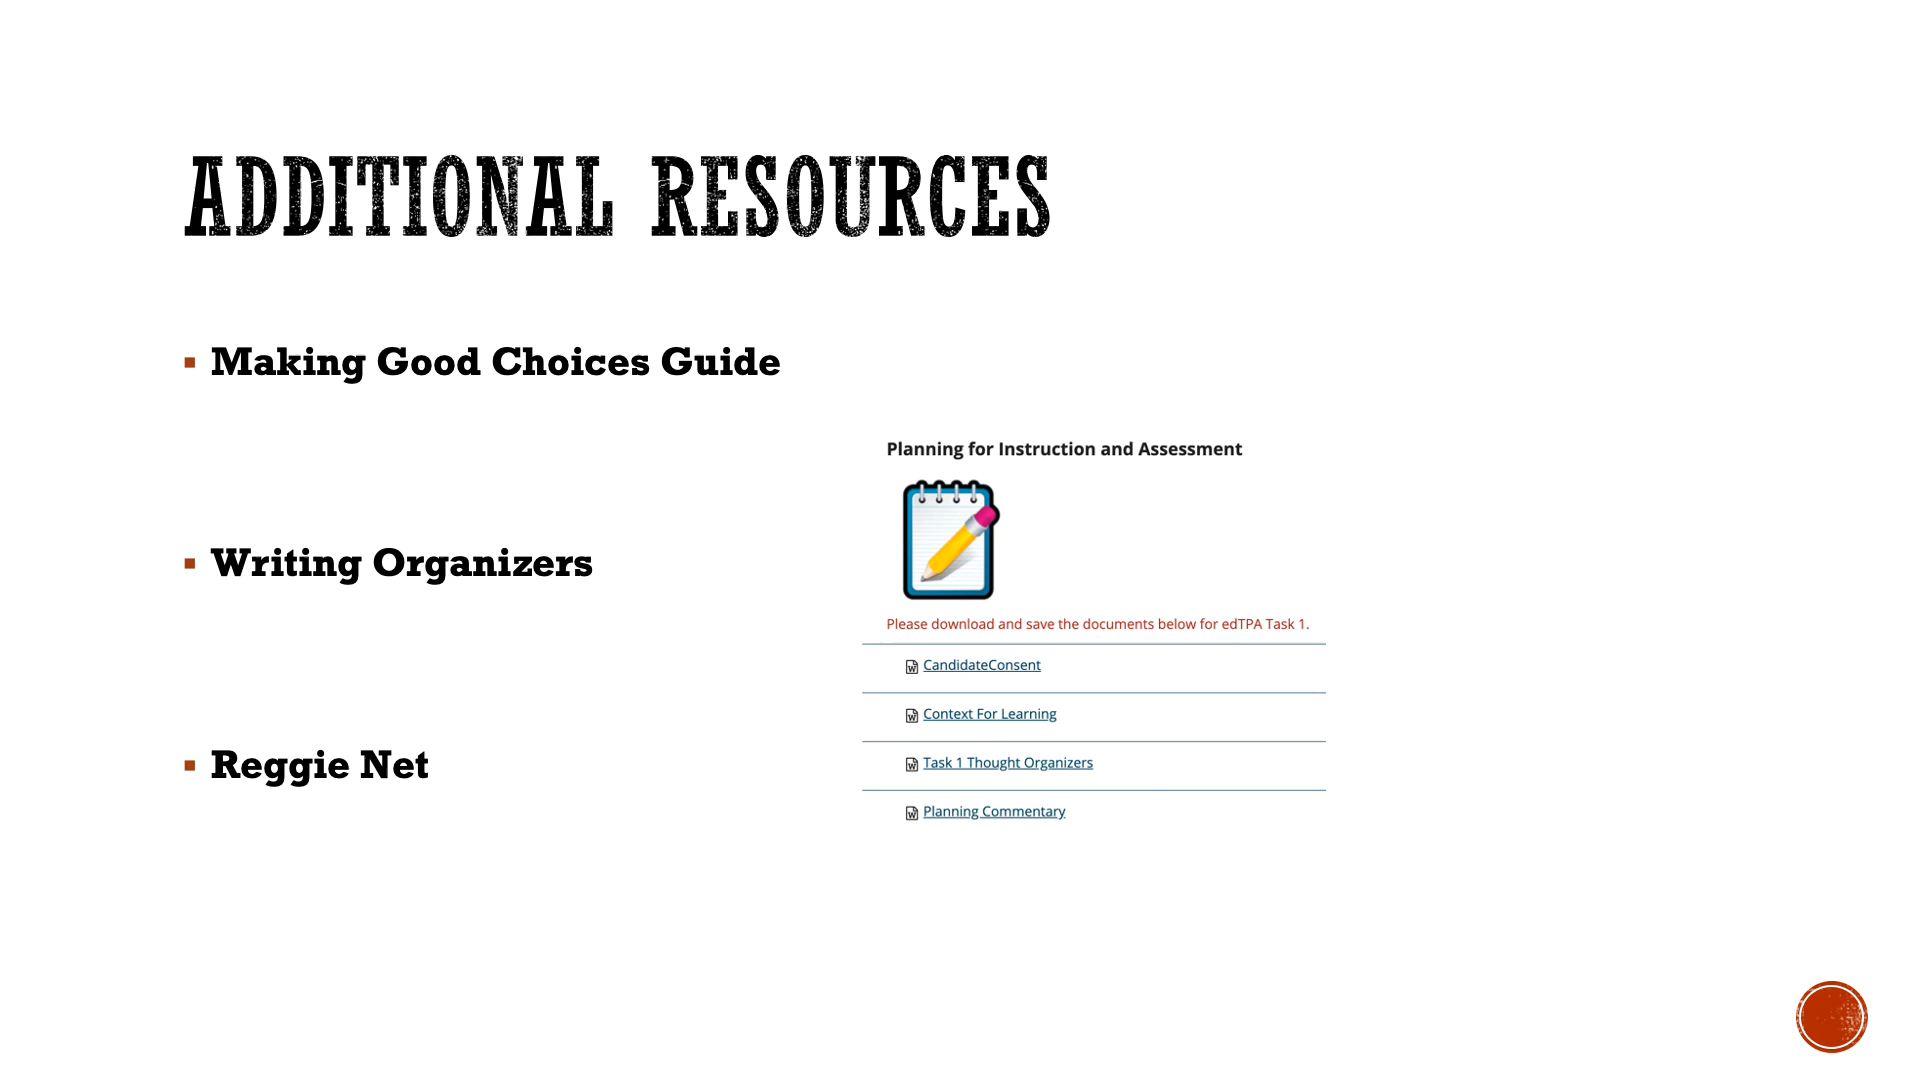 ADDITIONAL RESOURCES
Making Good Choices Guide
Writing Organizers
Reggie Net
Planning for Instruction and Assessment
Please download and save the documents below for edTPA Task 1.
CandidateConsent
Context For Learning
Task 1 Thought Organizers
Planning Commentary